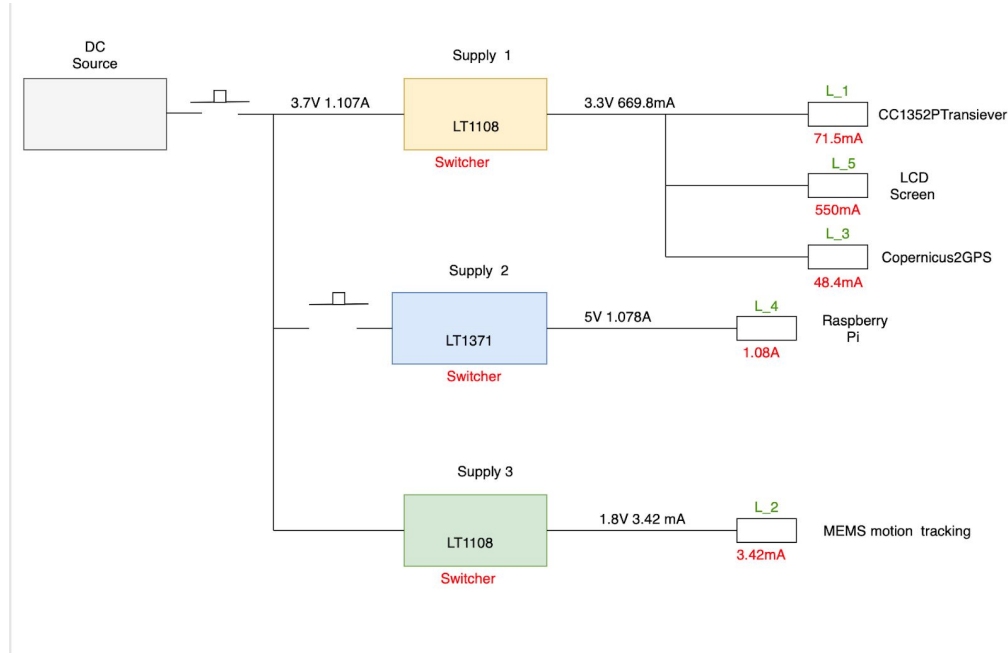 DC
Source
Supply 1
3.7V 1.107A
LT1108
Switcher
3.3V 669.8mA
L_1
CC1352PTransiever
71.5mA
L_5
LCD
Screen
550mA
L_3
Copernicus2GPS
48.4mA
Supply 2
LT1371
Switcher
5V 1.078A
L_4
Raspberry
Pi
1.08A
Supply 3
LT1108
Switcher
1.8V 3.42 mA
L_2
MEMS motion tracking
3.42mA